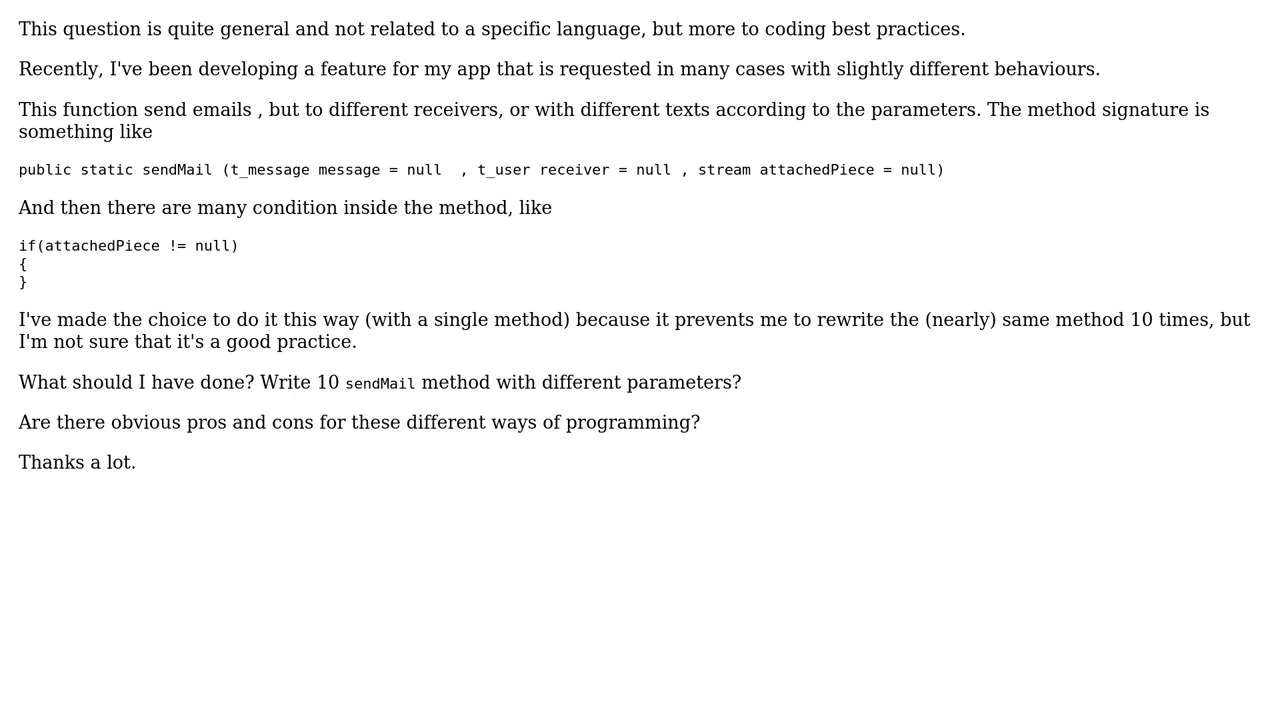 This question is quite general and not related to a specific language, but more to coding best practices.
Recently, I've been developing a feature for my app that is requested in many cases with slightly different behaviours.
This function send emails , but to different receivers, or with different texts according to the parameters. The method signature is
something like
public static sendMail (t_message message = null  , t_user receiver = null , stream attachedPiece = null)
And then there are many condition inside the method, like
if(attachedPiece != null)
{
}
I've made the choice to do it this way (with a single method) because it prevents me to rewrite the (nearly) same method 10 times, but
I'm not sure that it's a good practice.
What should I have done? Write 10 sendMail method with different parameters?
Are there obvious pros and cons for these different ways of programming?
Thanks a lot.